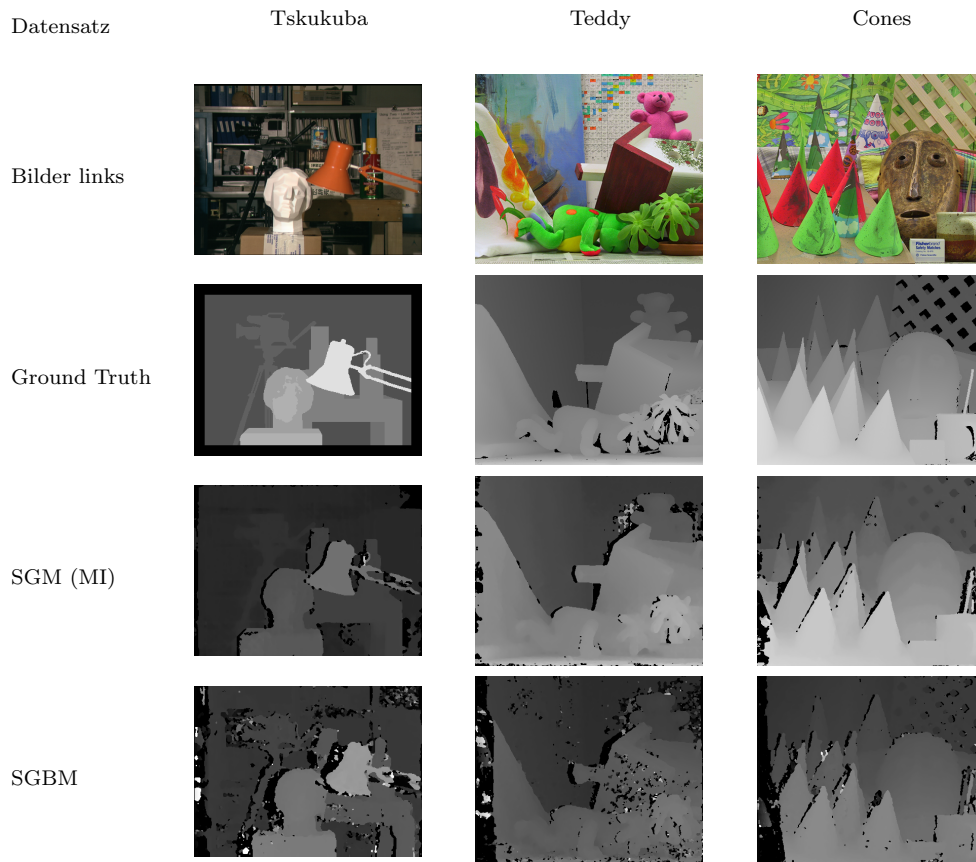 Datensatz Tskukuba Teddy Cones
Bilder links
Ground Truth
SGM (MI)
SGBM